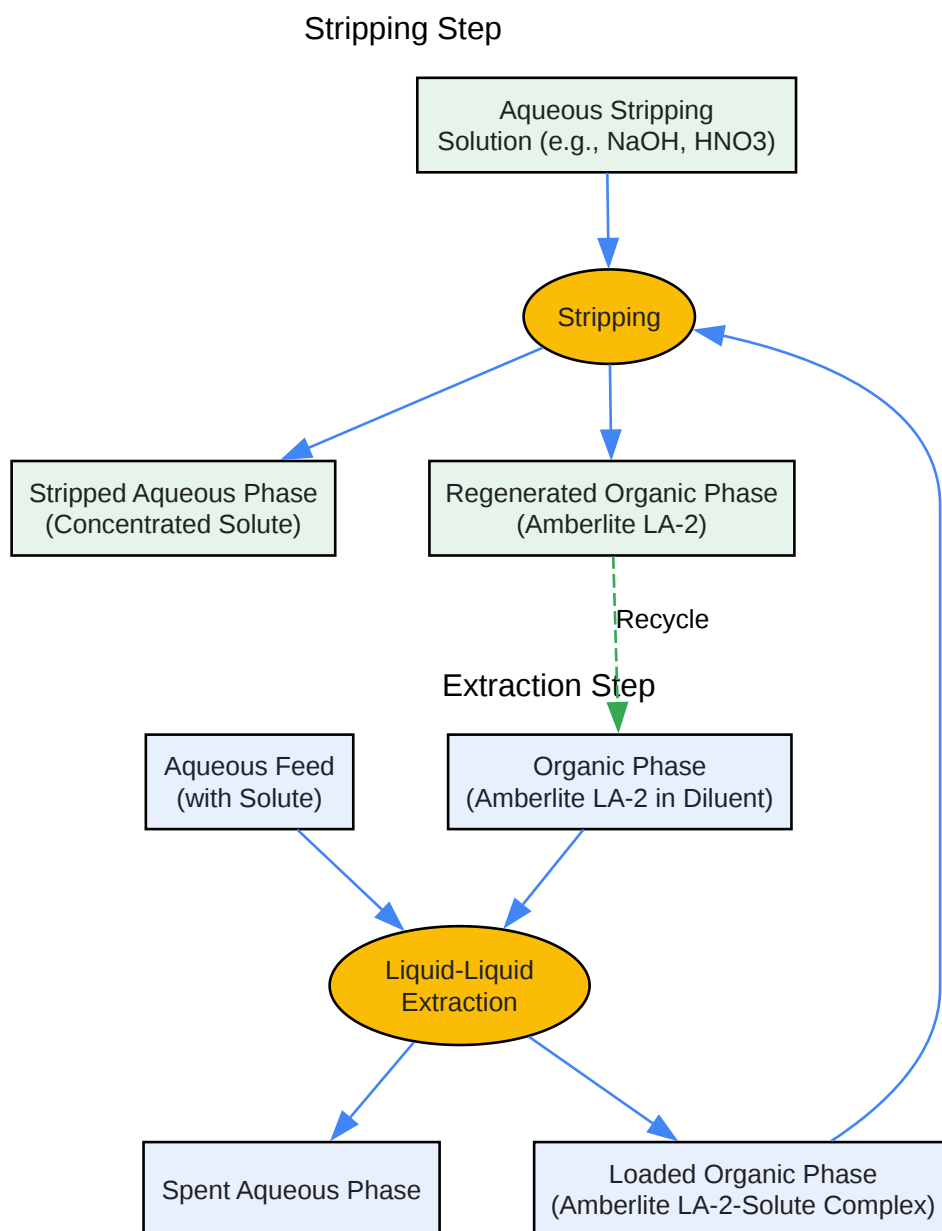 Stripping Step
Aqueous Stripping
Solution (e.g., NaOH, HNO3)
Stripping
Stripped Aqueous Phase
(Concentrated Solute)
Regenerated Organic Phase
(Amberlite LA-2)
Recycle
Extraction Step
Aqueous Feed
(with Solute)
Organic Phase
(Amberlite LA-2 in Diluent)
Liquid-Liquid
Extraction
Spent Aqueous Phase
Loaded Organic Phase
(Amberlite LA-2-Solute Complex)